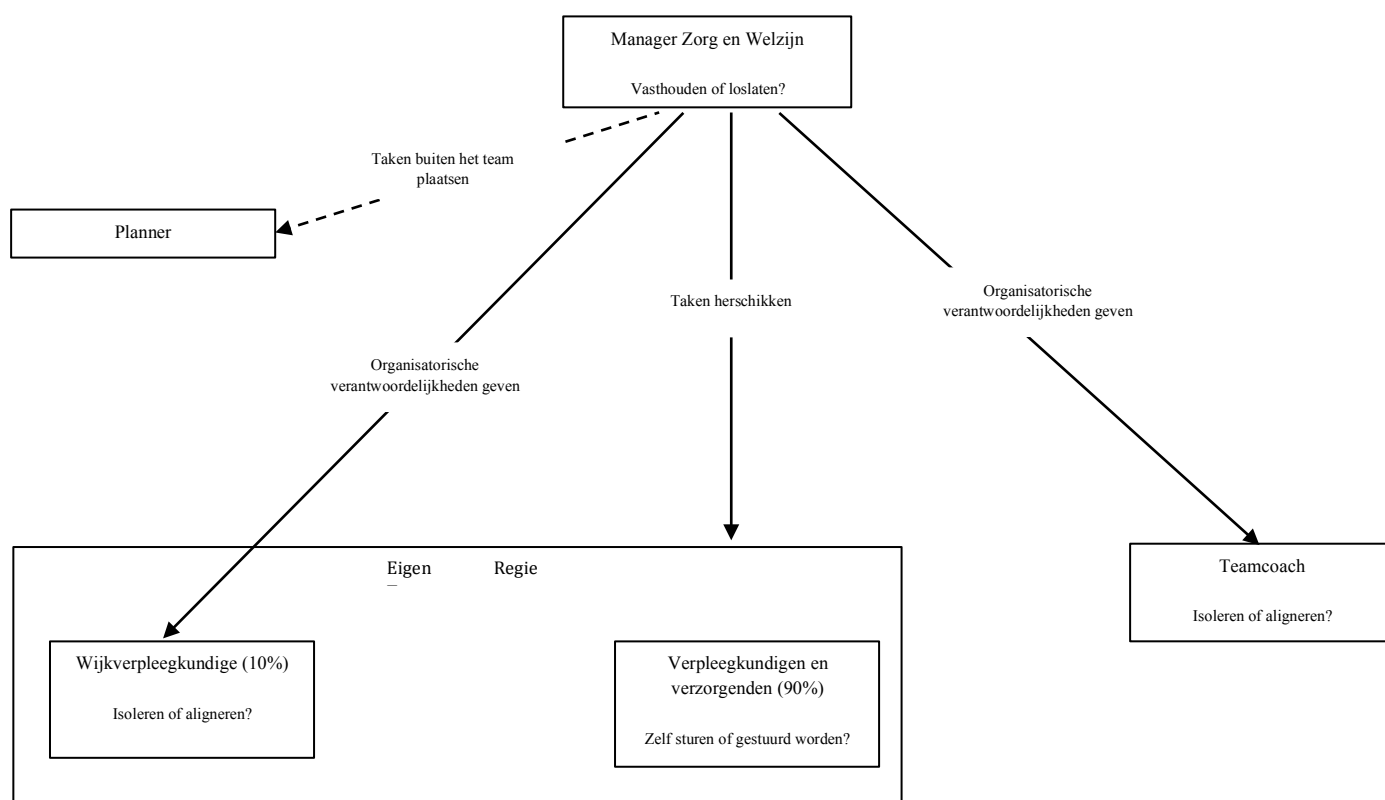 Manager Zorg en Welzijn
Vasthouden of loslaten?
Taken buiten het team
plaatsen
Planner
Taken herschikken
Organisatorische
verantwoordelijkheden geven
Organisatorische
verantwoordelijkheden geven
Eigen Regie
Teamcoach
Isoleren of aligneren?
Wijkverpleegkundige (10%)
Isoleren of aligneren?
Verpleegkundigen en
verzorgenden (90%)
Zelf sturen of gestuurd worden?